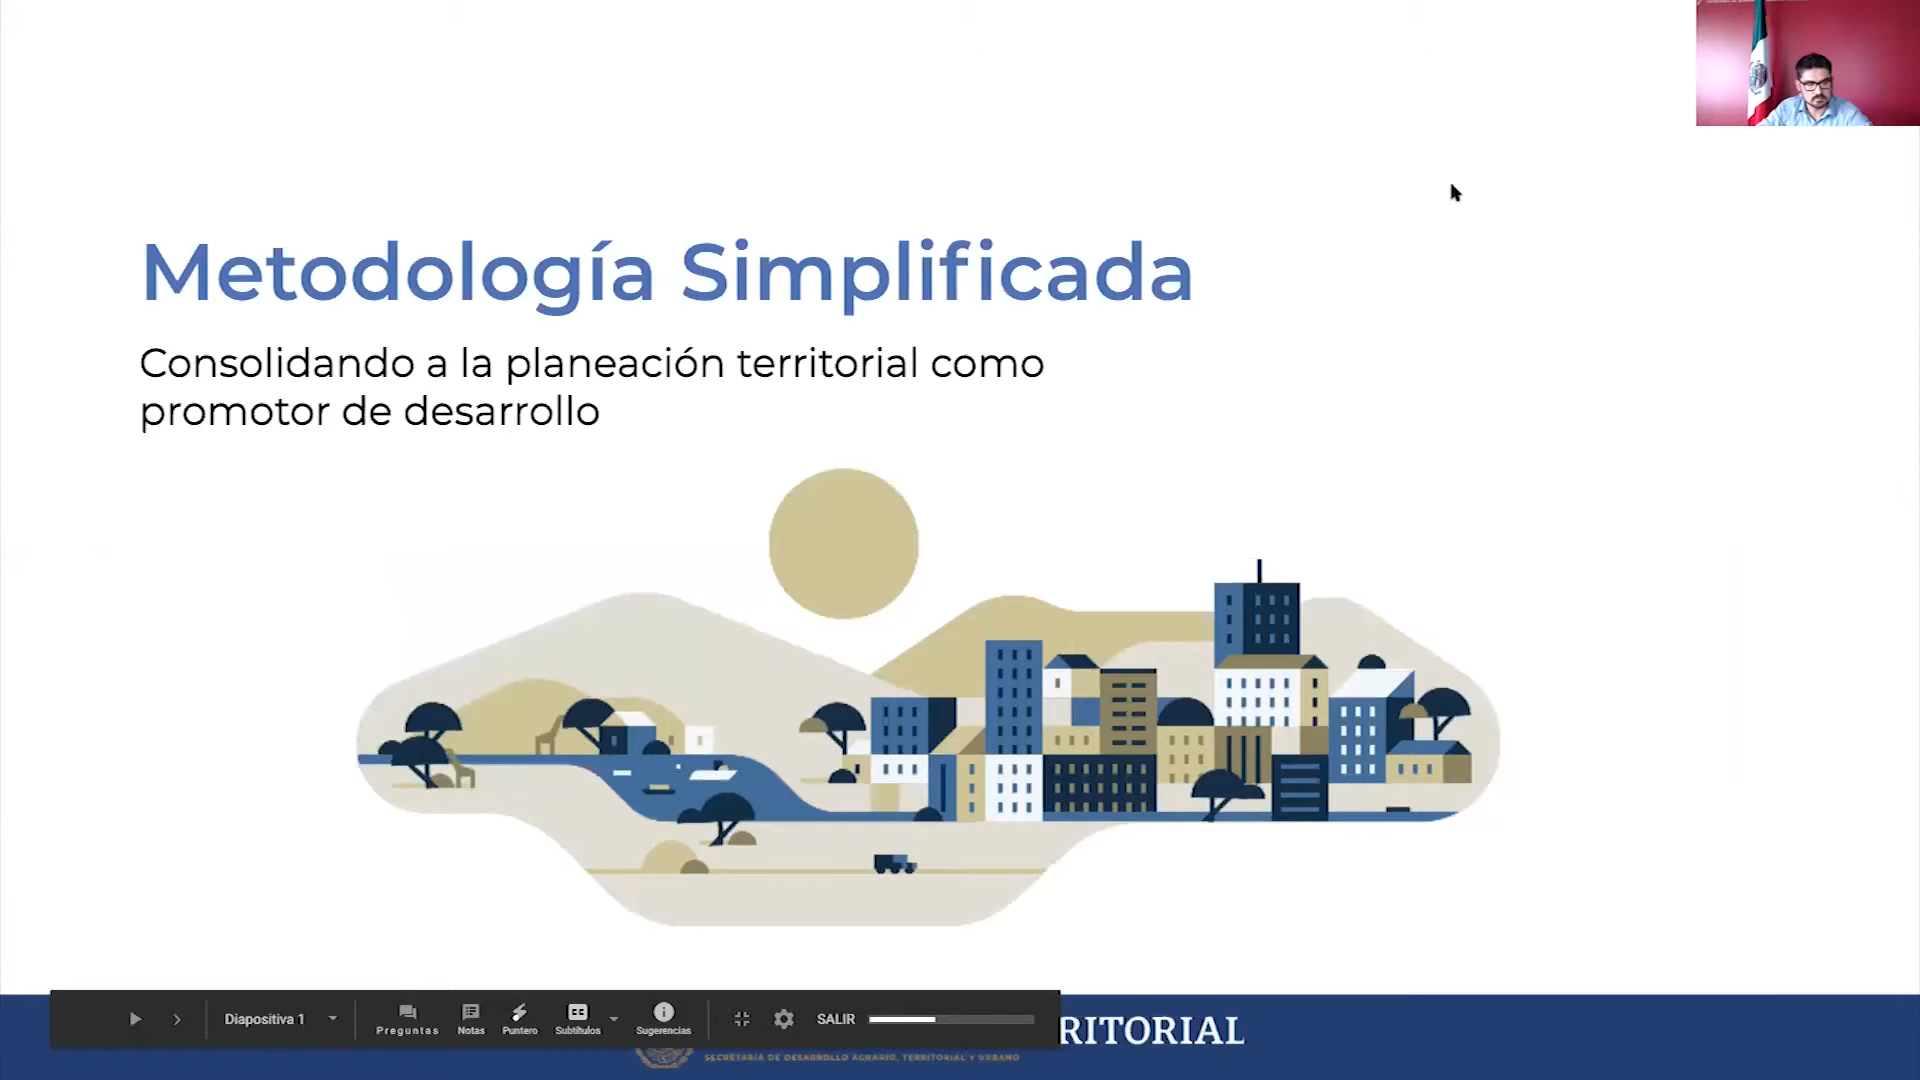 Metodología Simplificada
Consolidando a la planeación territorial como
promotor de desarrollo
Diapositiva 1
Preguntas
Notas
Puntero
Subtítulos
Sugerencias
SALIR
RITORIAL
SECRETARÍA DE DESARROLLO AGRARIO, TERRITORIAL Y URBANO